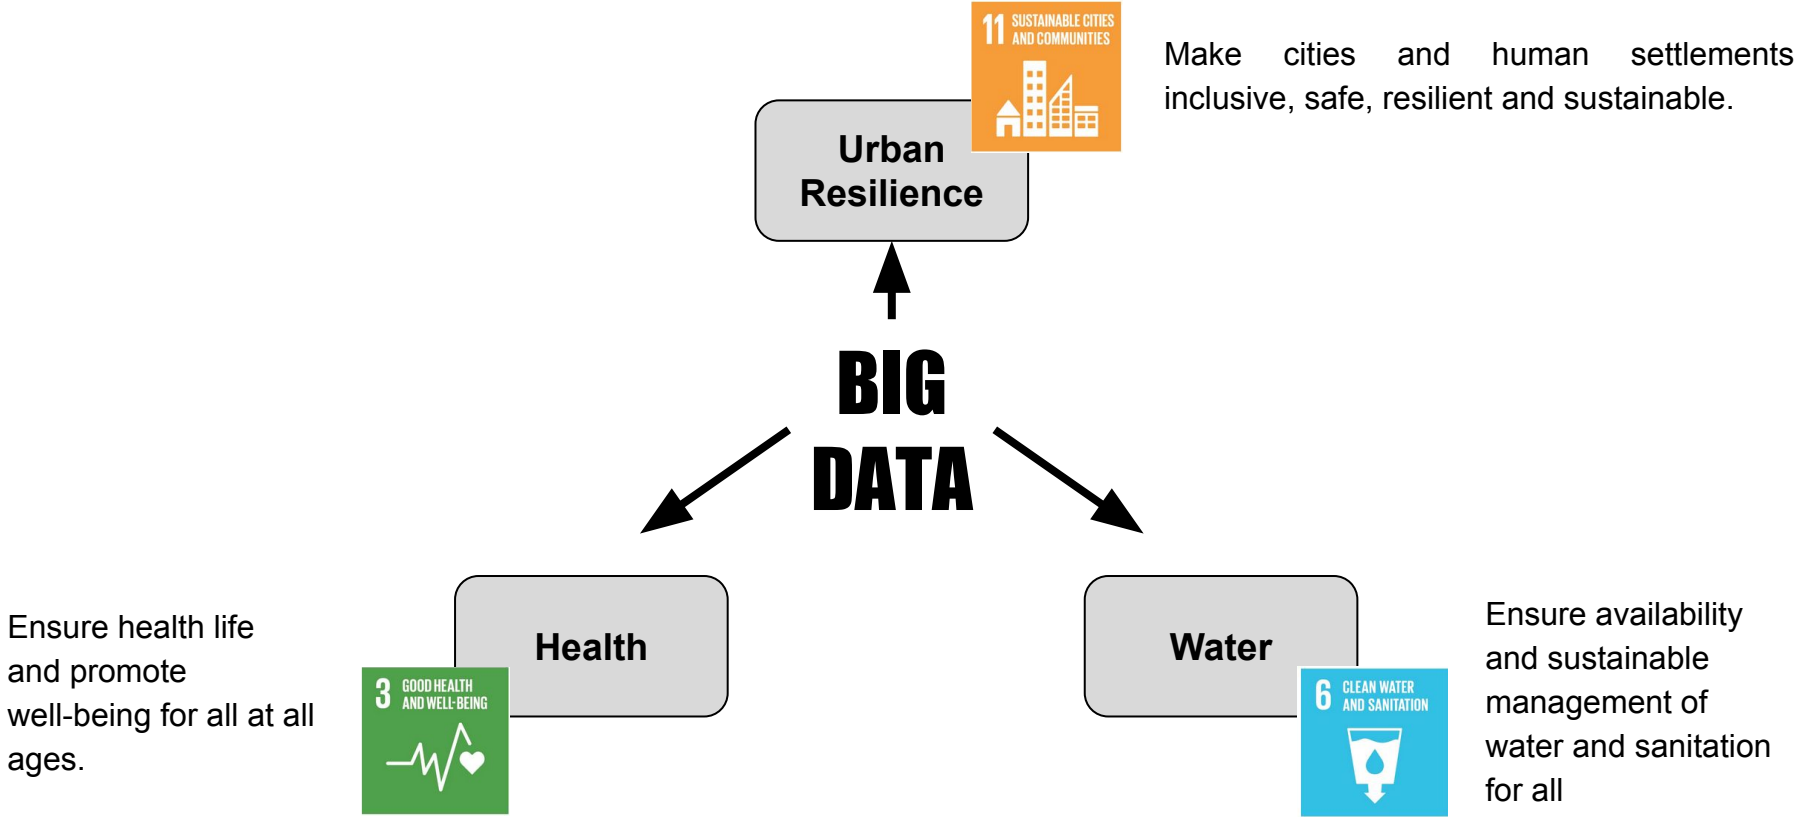 11 SUSTAINABLE CITIES
AND COMMUNITIES
Make cities and human settlements
inclusive, safe, resilient and sustainable.
Urban
Resilience
BIG
DATA
Health
Ensure health life
and promote
well-being for all at all
ages.
3 GOOD HEALTH
AND WELL-BEING
Water
6 CLEAN WATER
AND SANITATION
Ensure availability
and sustainable
management of
water and sanitation
for all